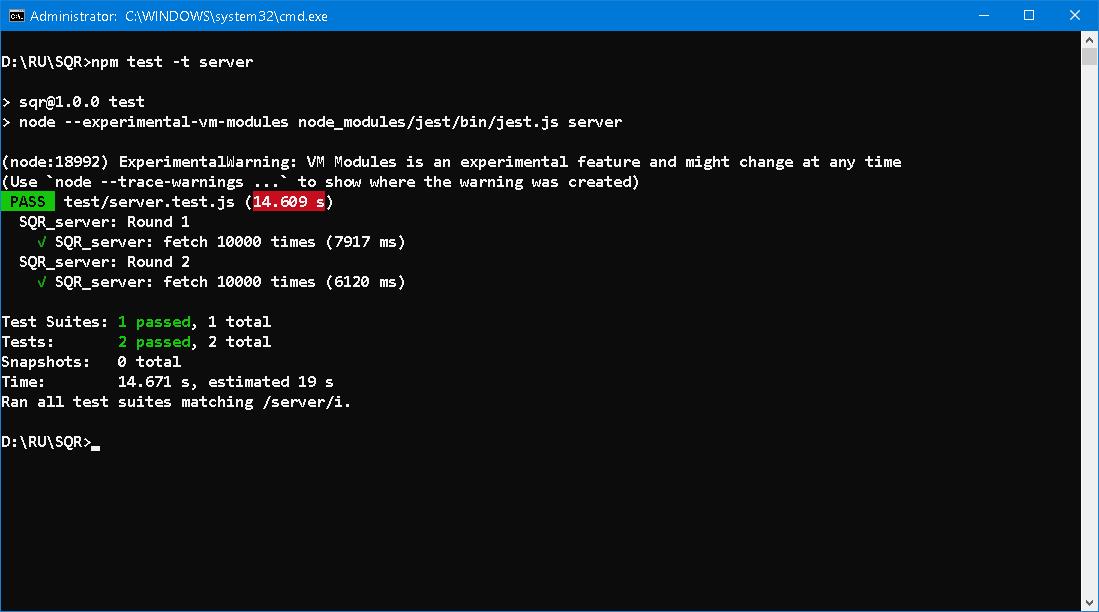 Administrator: C:\WINDOWS\system32\cmd.exe
D:\RU\SQR>npm test -t server
> sqr@1.0.0 test
> node --experimental-vm-modules node_modules/jest/bin/jest.js server
(node:18992) ExperimentalWarning: VM Modules is an experimental feature and might change at any time
(Use `node --trace-warnings ...` to show where the warning was created)
PASS test/server.test.js (14.609 s)
SQR_server: Round 1
√ SQR_server: fetch 10000 times (7917 ms)
SQR_server: Round 2
√ SQR_server: fetch 10000 times (6120 ms)
Test Suites: 1 passed, 1 total
Tests: 2 passed, 2 total
Snapshots: 0 total
Time: 14.671 s, estimated 19 s
Ran all test suites matching /server/i.
D:\RU\SQR>